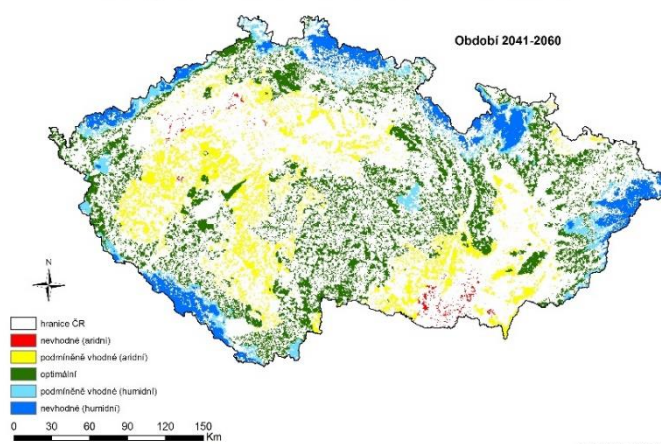 Období 2041-2060
N
hranice ČR
nevhodné (aridní)
podmíněně vhodné (aridní)
optimální
podmíněně vhodné (humidní)
nevhodné (humidní)
0 30 60 90 120 150
Km